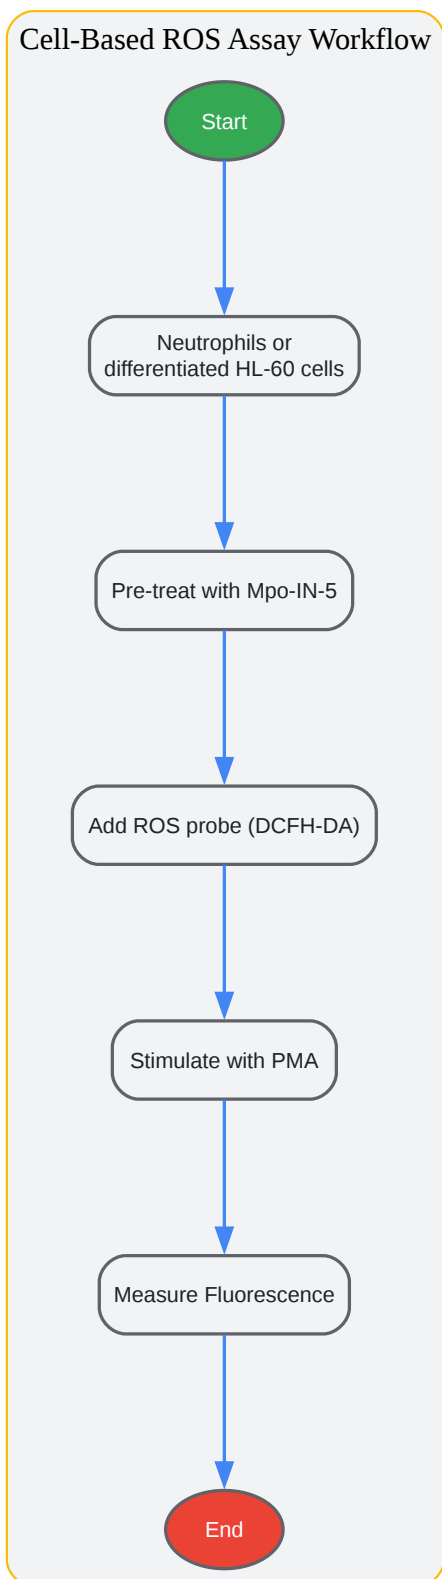 Cell-Based ROS Assay Workflow
Start
Neutrophils or
differentiated HL-60 cells
Pre-treat with Mpo-IN-5
Add ROS probe (DCFH-DA)
Stimulate with PMA
Measure Fluorescence
End